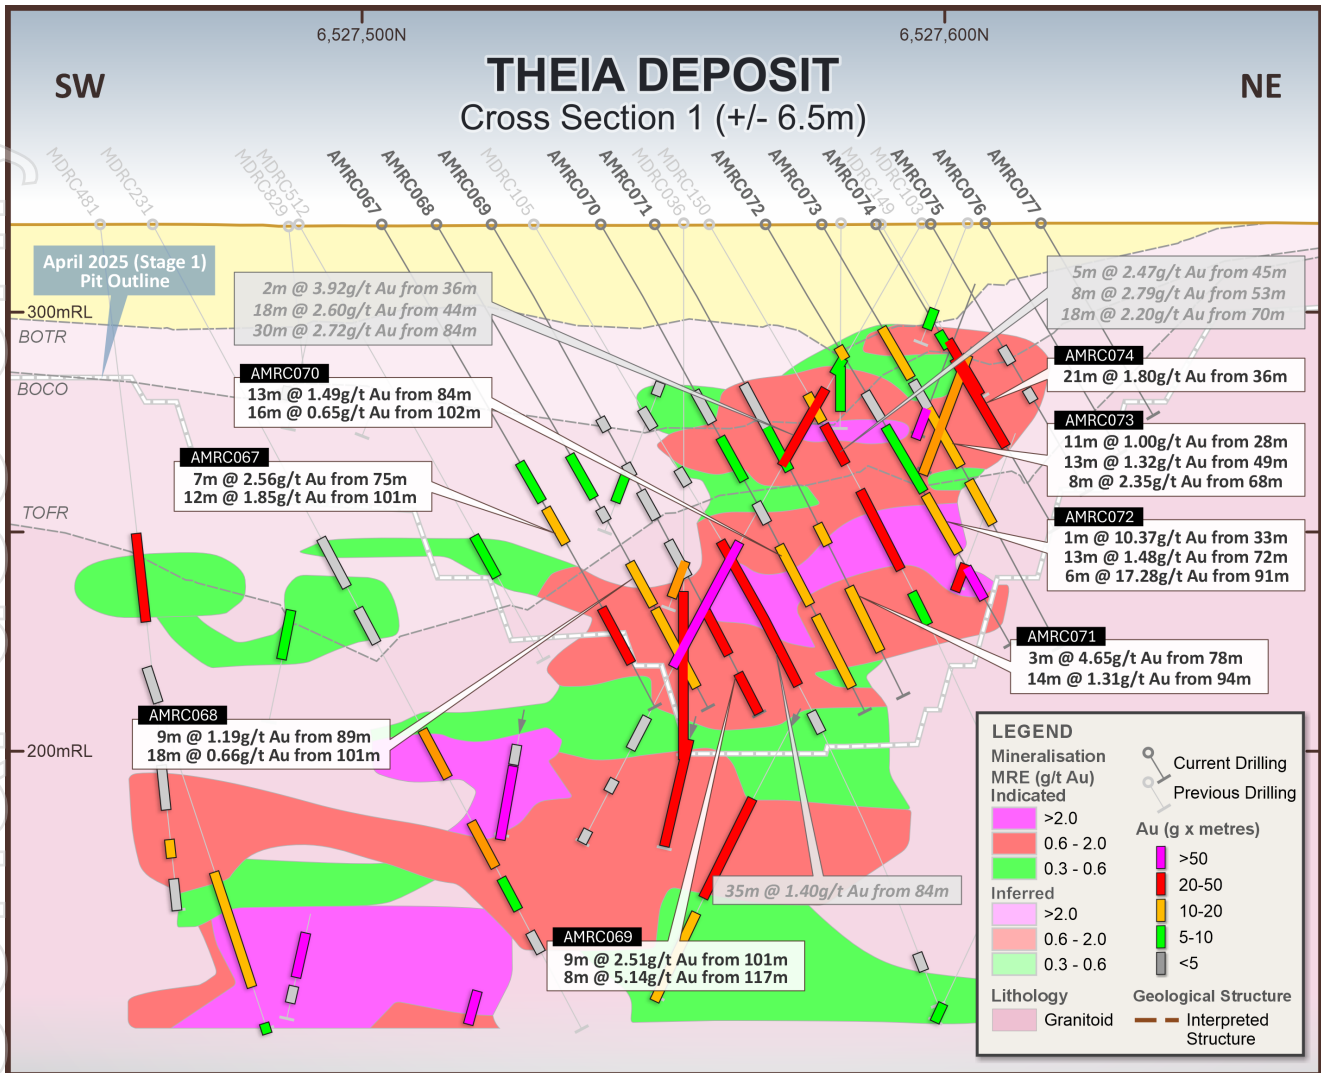 6,527,500N
6,527,600N
THEIA DEPOSIT
Cross Section 1 (+/- 6.5m)
SW
NE
MDRC481
MDRC231
MDRC829
MDRC512
AMRC067
AMRC068
AMRC069
MDRC105
AMRC070
AMRC071
MDRC036
MDRC150
AMRC072
AMRC073
AMRC074
MDRC149
MDRC103
AMRC075
AMRC076
AMRC077
April 2025 (Stage 1)
Pit Outline
300mRL
BOTR
BOCO
TOFR
200mRL
2m @ 3.92g/t Au from 36m
18m @ 2.60g/t Au from 44m
30m @ 2.72g/t Au from 84m
5m @ 2.47g/t Au from 45m
8m @ 2.79g/t Au from 53m
18m @ 2.20g/t Au from 70m
AMRC070
13m @ 1.49g/t Au from 84m
16m @ 0.65g/t Au from 102m
AMRC074
21m @ 1.80g/t Au from 36m
AMRC073
11m @ 1.00g/t Au from 28m
13m @ 1.32g/t Au from 49m
8m @ 2.35g/t Au from 68m
AMRC067
7m @ 2.56g/t Au from 75m
12m @ 1.85g/t Au from 101m
AMRC072
1m @ 10.37g/t Au from 33m
13m @ 1.48g/t Au from 72m
6m @ 17.28g/t Au from 91m
AMRC071
3m @ 4.65g/t Au from 78m
14m @ 1.31g/t Au from 94m
AMRC068
9m @ 1.19g/t Au from 89m
18m @ 0.66g/t Au from 101m
35m @ 1.40g/t Au from 84m
AMRC069
9m @ 2.51g/t Au from 101m
8m @ 5.14g/t Au from 117m
LEGEND
Mineralisation
MRE (g/t Au)
Indicated
>2.0
0.6 - 2.0
0.3 - 0.6
Inferred
>2.0
0.6 - 2.0
0.3 - 0.6
Lithology
Granitoid
Current Drilling
Previous Drilling
Au (g x metres)
>50
20-50
10-20
5-10
<5
Geological Structure
Interpreted
Structure